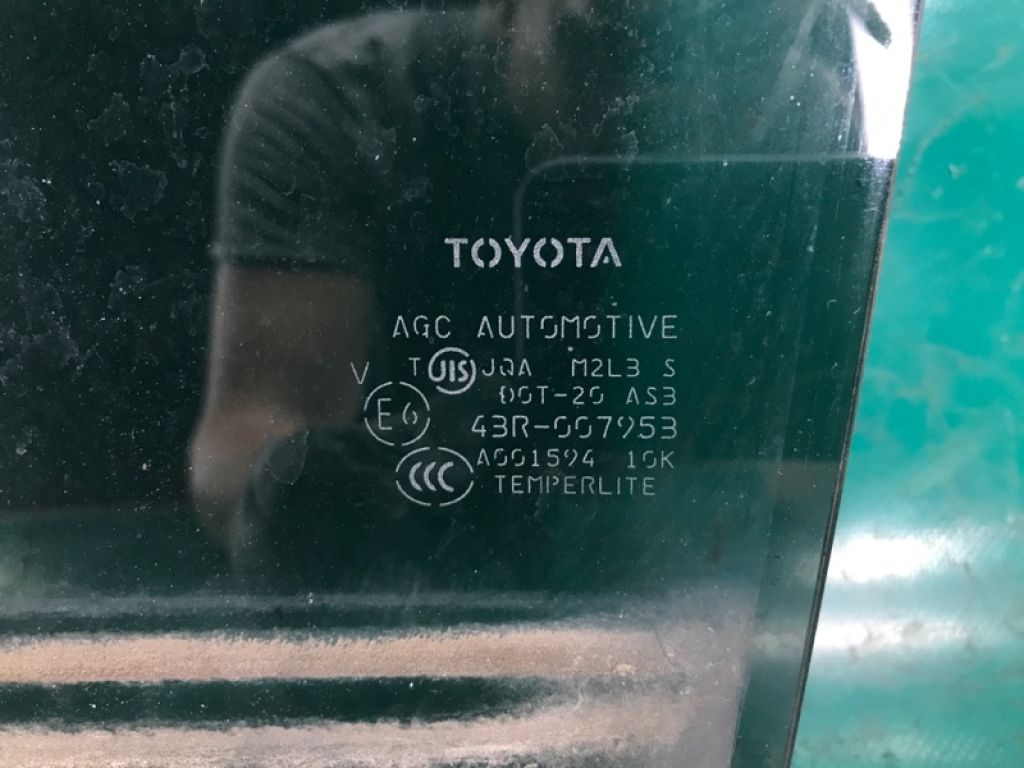 TOYOTA
AGC AUTOMOTIVE
V T JIS JQA M2L3 S
DOT-20 AS3
E6 43R-007953
CCC A001594 10K
TEMPERLITE